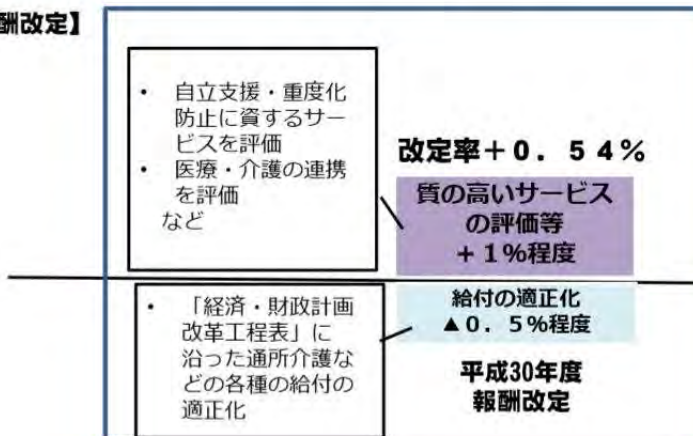 酬改定】
・ 自立支援・重度化
防止に資するサー
ビスを評価
・ 医療・介護の連携
を評価
など
改定率＋０．５４％
質の高いサービス
の評価等
＋１％程度
・ 「経済・財政計画
改革工程表」に
沿った通所介護な
どの各種の給付の
適正化
給付の適正化
▲０．５％程度
平成30年度
報酬改定